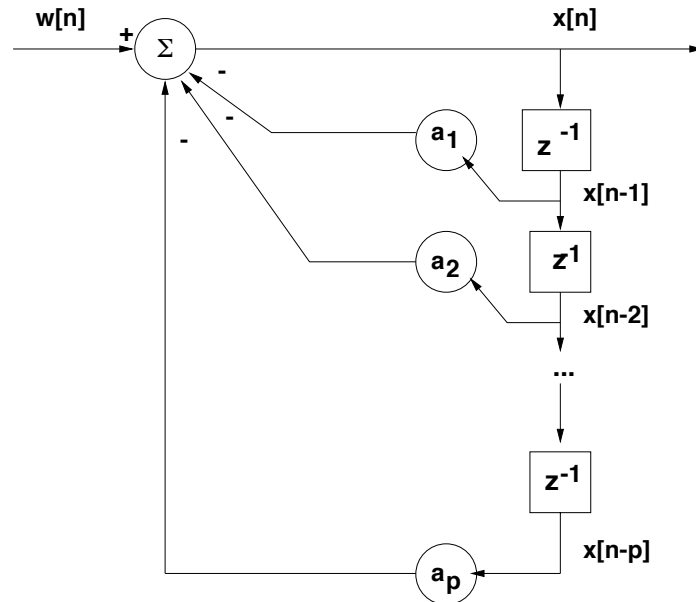 w[n]
x[n]
+
Σ
-
-
a1
z -1
x[n-1]
-
a2
z1
x[n-2]
...
z -1
x[n-p]
ap